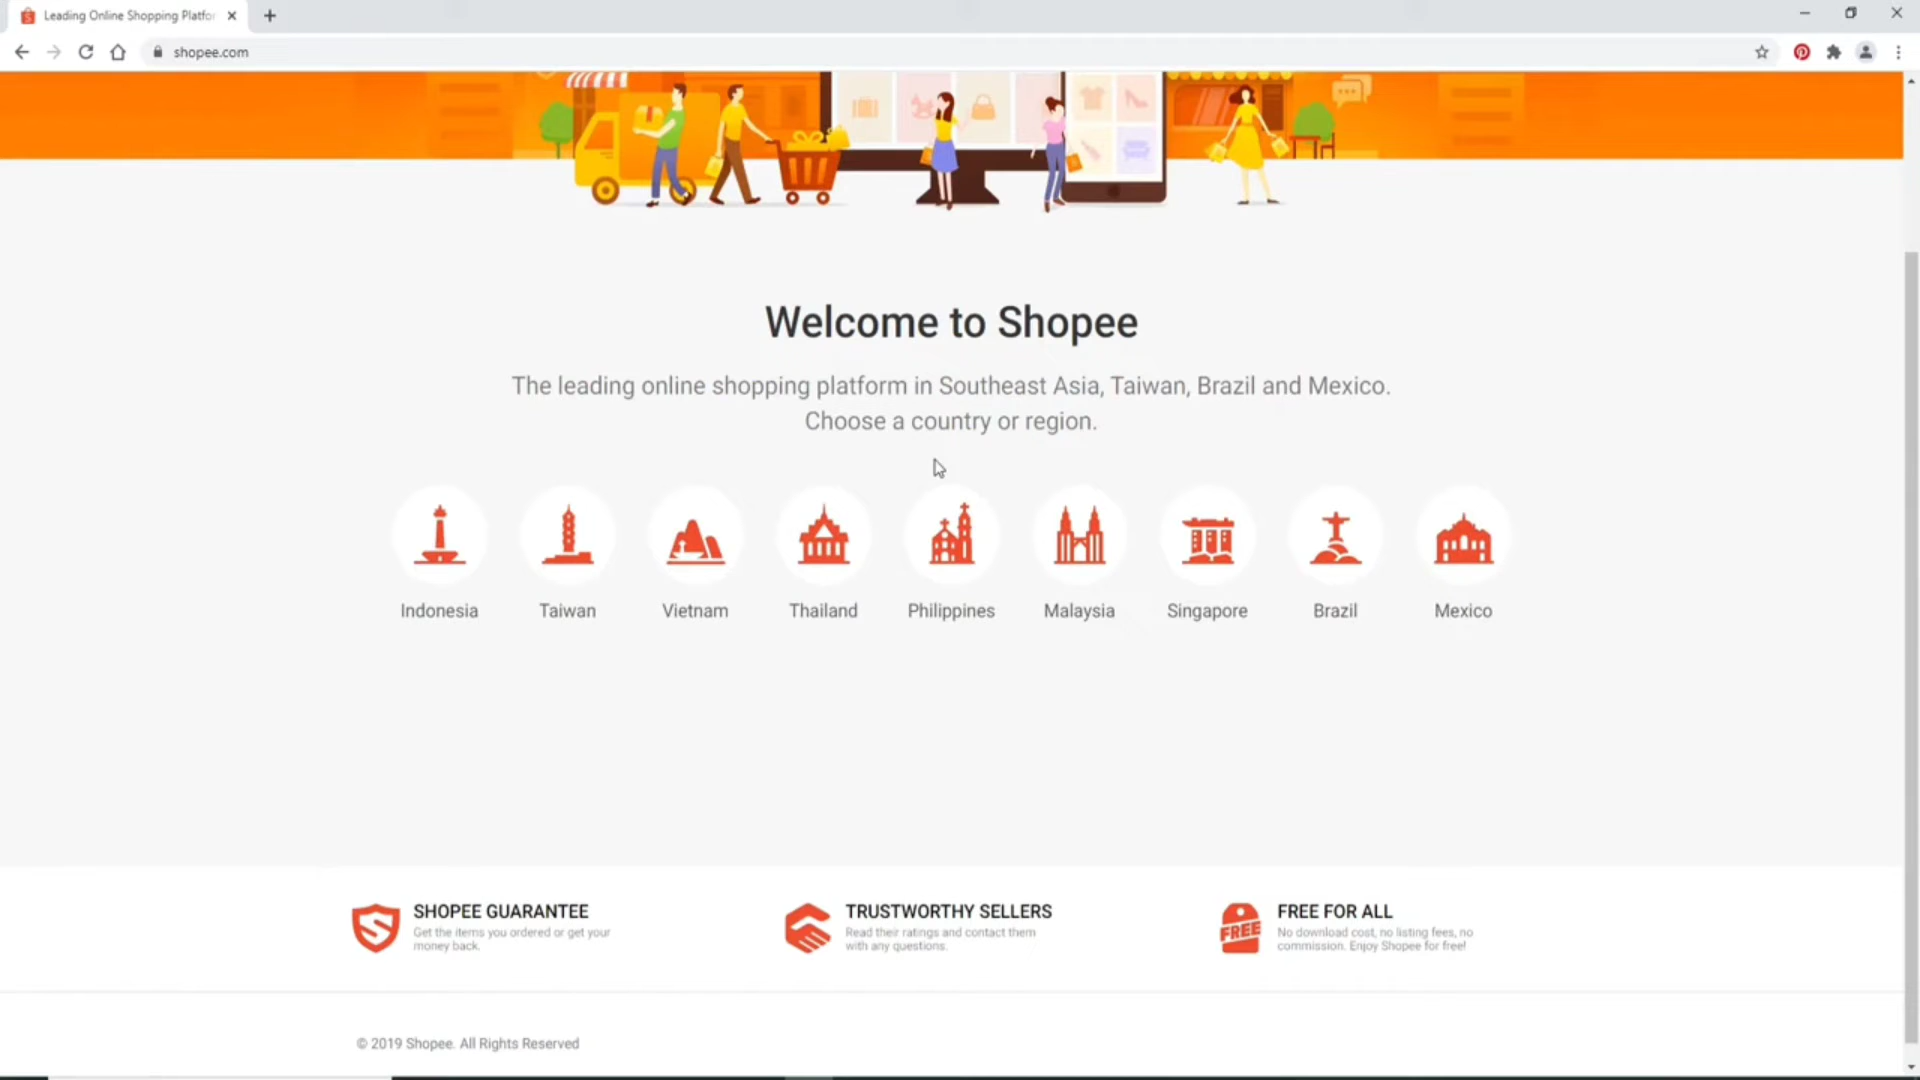 Leading Online Shopping Platfo
shopee.com
Welcome to Shopee
The leading online shopping platform in Southeast Asia, Taiwan, Brazil and Mexico.
Choose a country or region.
Indonesia
Taiwan
Vietnam
Thailand
Philippines
Malaysia
Singapore
Brazil
Mexico
SHOPEE GUARANTEE
Get the items you ordered or get your
money back.
TRUSTWORTHY SELLERS
Read their ratings and contact them
with any questions.
FREE
FREE FOR ALL
No download cost, no listing fees, no
commission. Enjoy Shopee for free!
© 2019 Shopee. All Rights Reserved